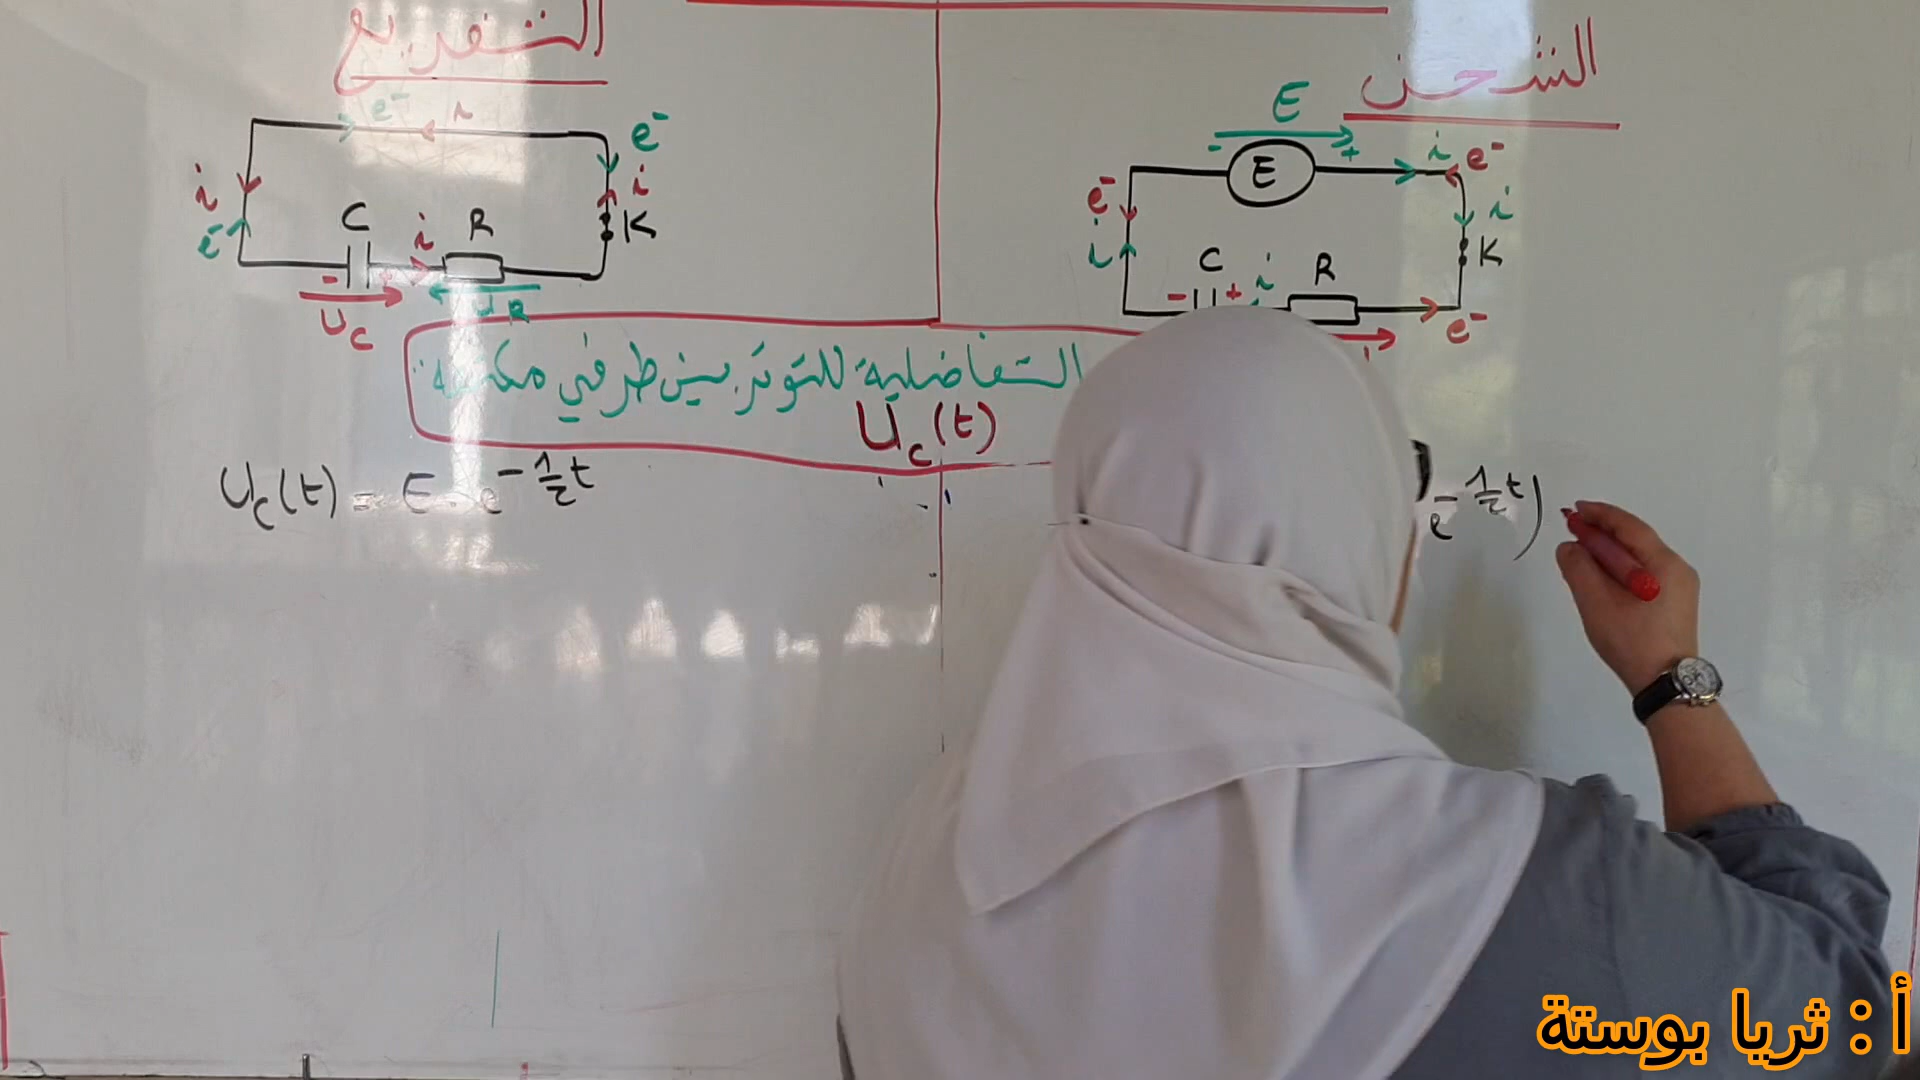 الشحن
E
- +
E
i e-
e- i
i K
C R
- + i
e-
التفريغ
e- i
e-
i i
C R K
e- i
- +
UC UR
التفاضلية للتوتر بين طرفي مكثفة
Uc(t)
e^-1/τ t)
Uc(t) = E . e^-1/τ t
أ : ثريا بوستة